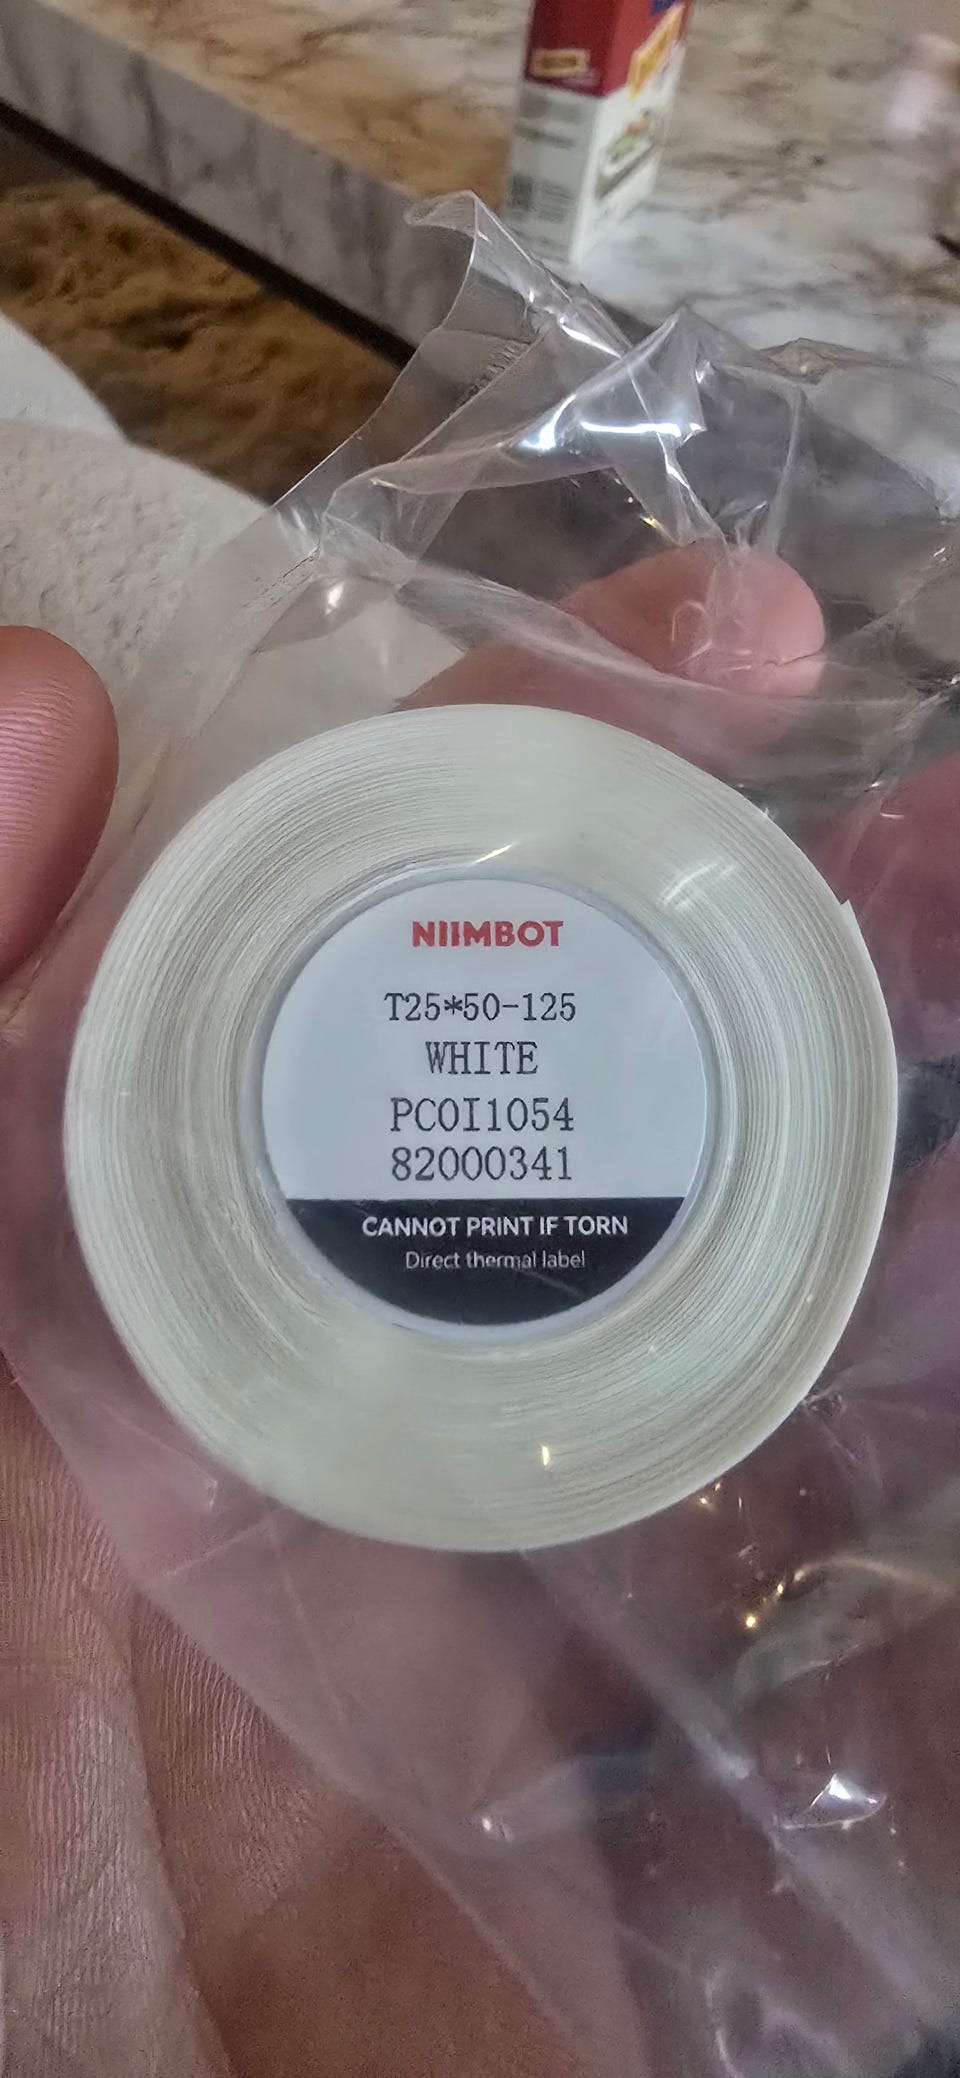 NIIMBOT
T25*50-125
WHITE
PCOI1054
82000341
CANNOT PRINT IF TORN
Direct thermal label